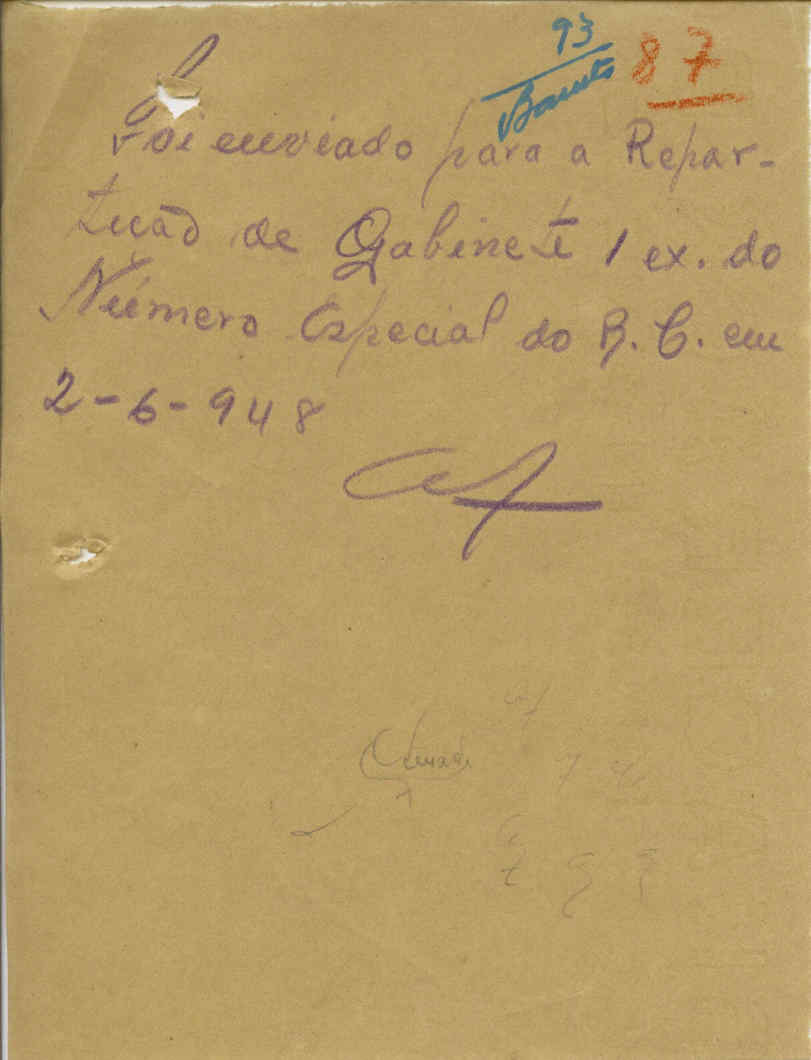 93
87
Foi enviado para a Repar-
tição de Gabinete 1 ex. do
Número Especial do B. C. em
2-6-948